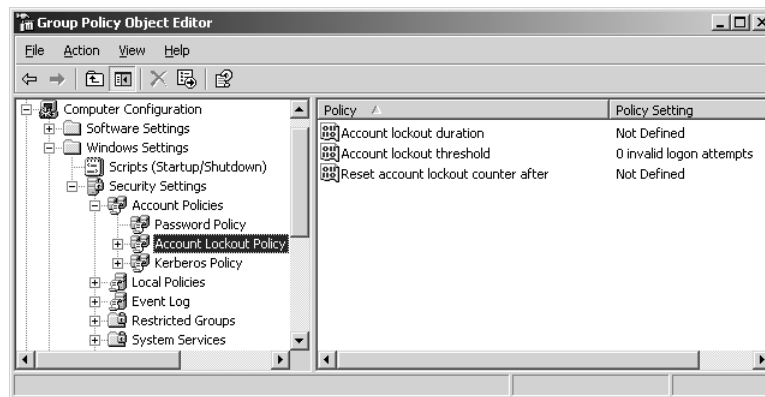 Group Policy Object Editor
File Action View Help
Computer Configuration
Software Settings
Windows Settings
Scripts (Startup/Shutdown)
Security Settings
Account Policies
Password Policy
Account Lockout Policy
Kerberos Policy
Local Policies
Event Log
Restricted Groups
System Services
Policy Policy Setting
Account lockout duration Not Defined
Account lockout threshold 0 invalid logon attempts
Reset account lockout counter after Not Defined